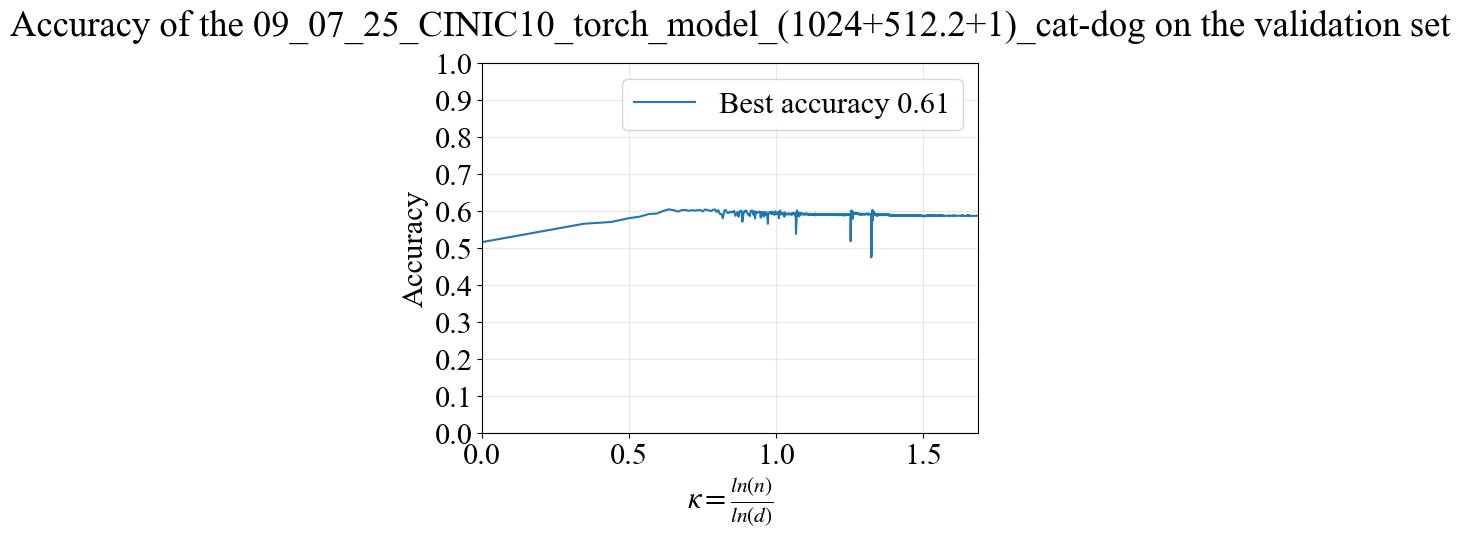 Accuracy of the 09_07_25_CINIC10_torch_model_(1024+512.2+1)_cat-dog on the validation set
1.0
0.9
0.8
0.7
0.6
0.5
0.4
0.3
0.2
0.1
0.0
Accuracy
Best accuracy 0.61
0.0 0.5 1.0 1.5
κ = ln(n) / ln(d)